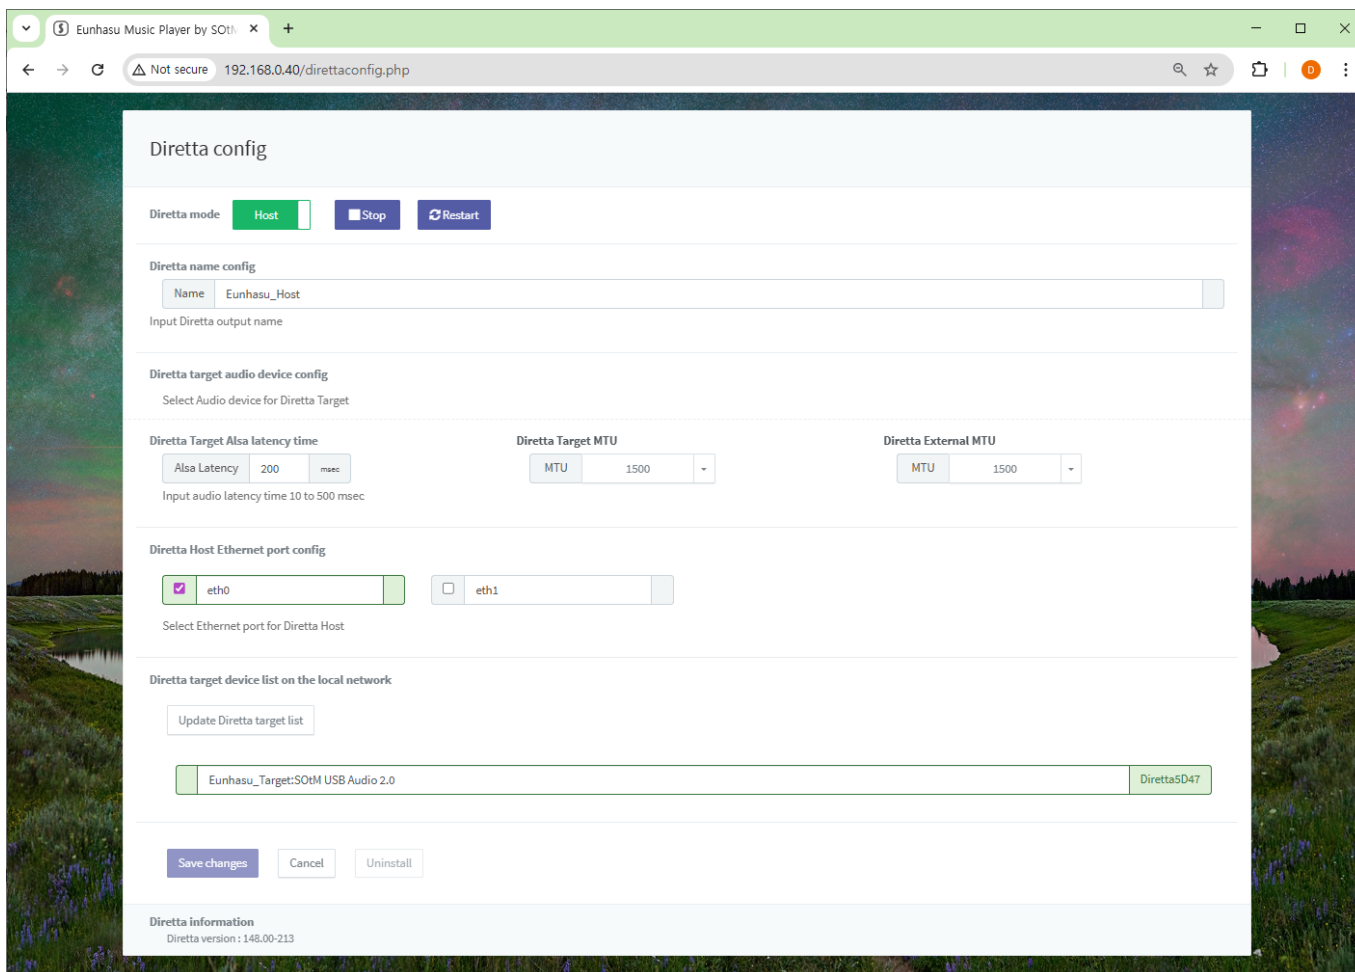 Eunhasu Music Player by SOtM
Not secure 192.168.0.40/direttaconfig.php
D
Diretta config
Diretta mode Host Stop Restart
Diretta name config
Name Eunhasu_Host
Input Diretta output name
Diretta target audio device config
Select Audio device for Diretta Target
Diretta Target Alsa latency time Diretta Target MTU Diretta External MTU
Alsa Latency 200 msec MTU 1500 MTU 1500
Input audio latency time 10 to 500 msec
Diretta Host Ethernet port config
eth0 eth1
Select Ethernet port for Diretta Host
Diretta target device list on the local network
Update Diretta target list
Eunhasu_Target:SOtM USB Audio 2.0 Diretta5D47
Save changes Cancel Uninstall
Diretta information
Diretta version : 148.00-213